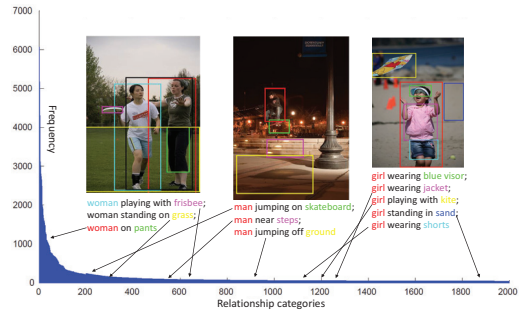 7000
6000
5000
4000
3000
2000
1000
0
Frequency
woman playing with frisbee;
woman standing on grass;
woman on pants
man jumping on skateboard;
man near steps;
man jumping off ground
girl wearing blue visor;
girl wearing jacket;
girl playing with kite;
girl standing in sand;
girl wearing shorts
0 200 400 600 800 1000 1200 1400 1600 1800 2000
Relationship categories